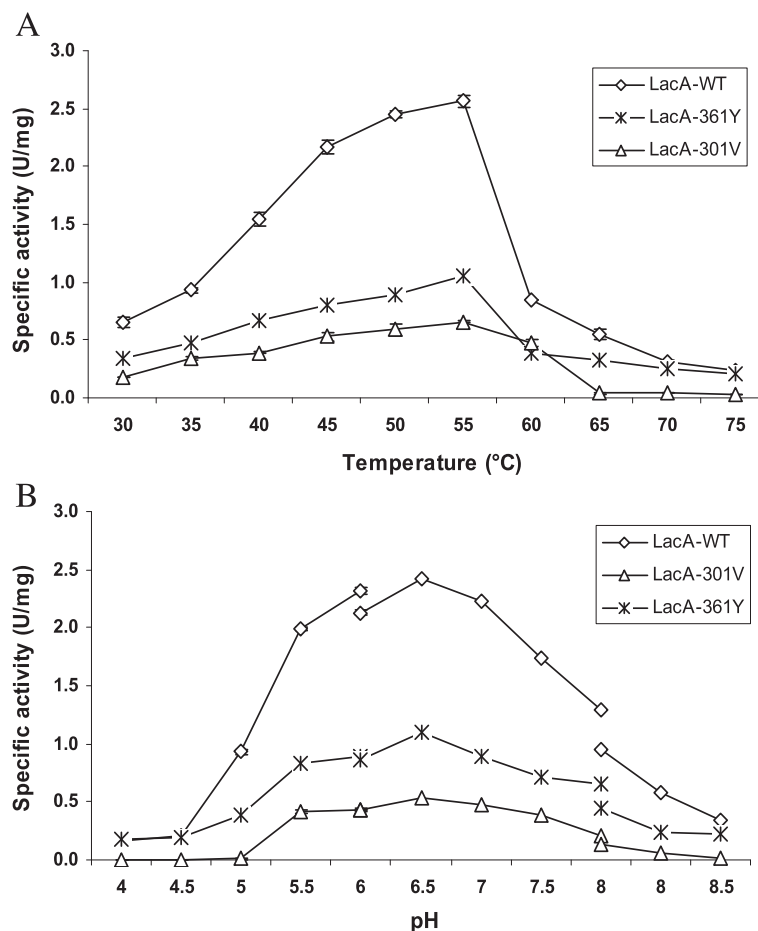 A
Specific activity (U/mg)
3.0
2.5
2.0
1.5
1.0
0.5
0.0
LacA-WT
LacA-361Y
LacA-301V
30 35 40 45 50 55 60 65 70 75
Temperature (°C)
B
Specific activity (U/mg)
3.0
2.5
2.0
1.5
1.0
0.5
0.0
LacA-WT
LacA-301V
LacA-361Y
4 4.5 5 5.5 6 6.5 7 7.5 8 8 8.5
pH